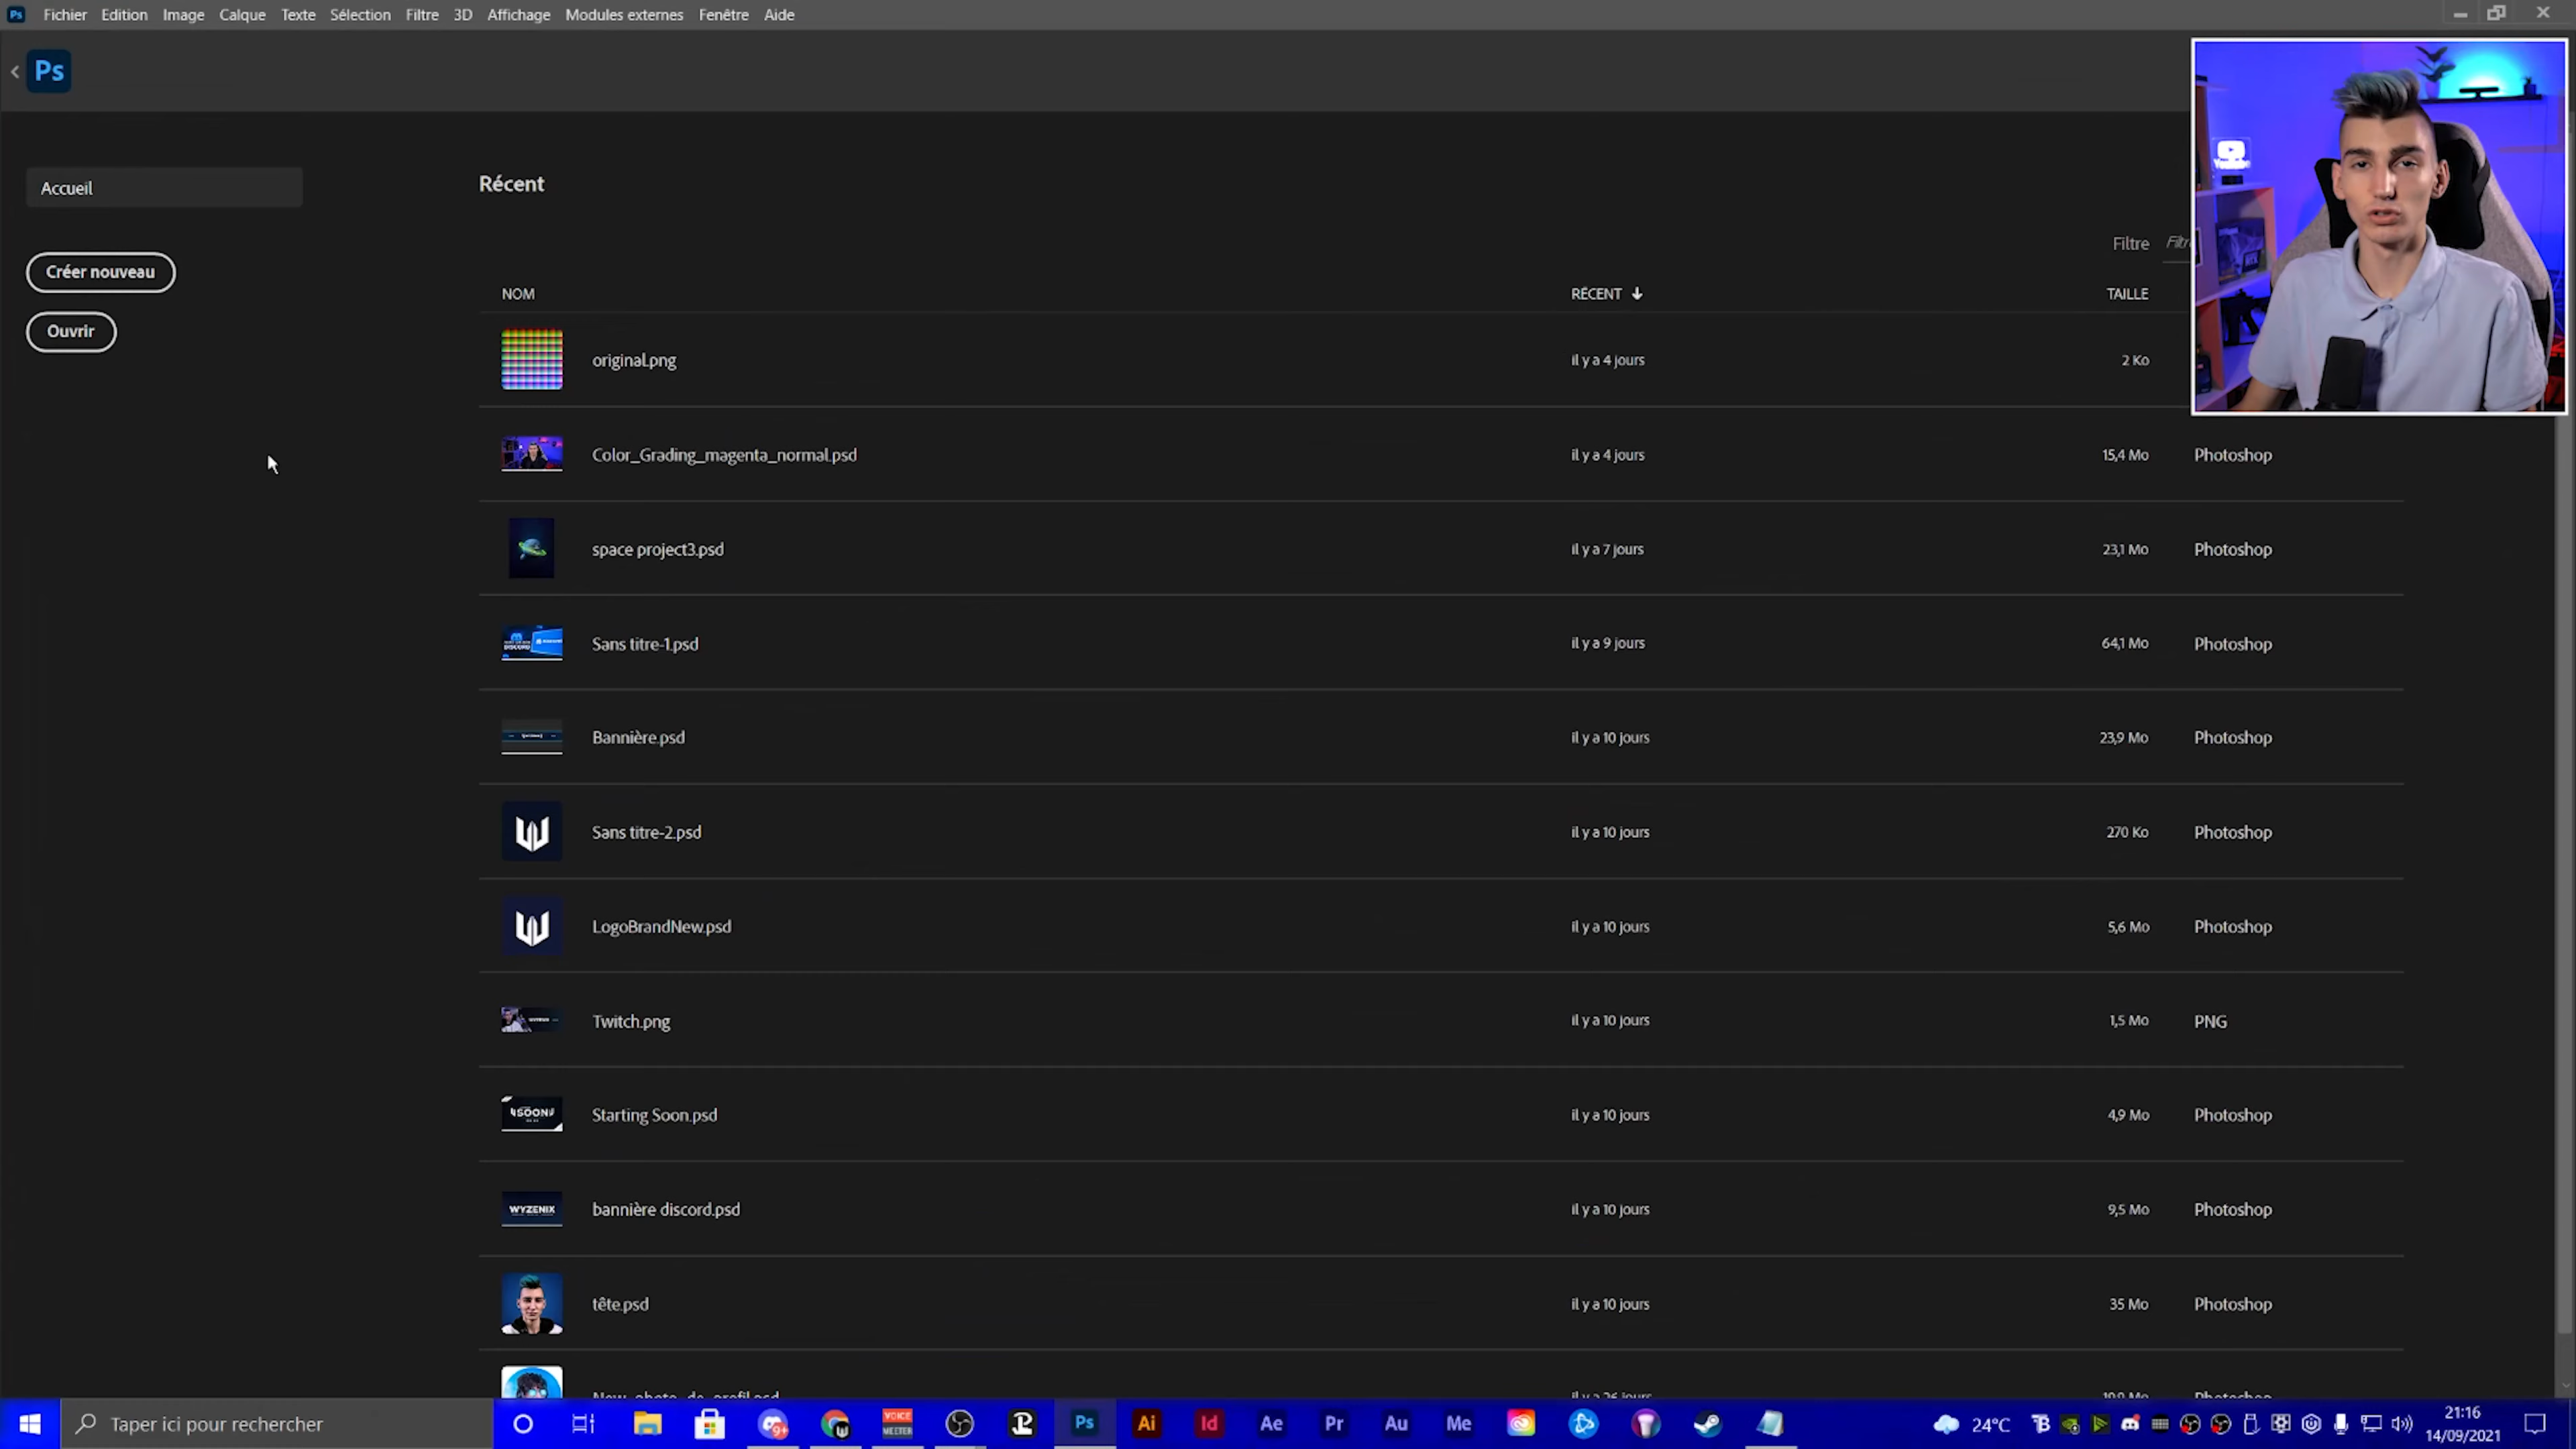 Ps Fichier Edition Image Calque Texte Sélection Filtre 3D Affichage Modules externes Fenêtre Aide
Ps
Accueil
Récent
Créer nouveau
Filtre
Ouvrir
NOM RÉCENT TAILLE
original.png il y a 4 jours 2 Ko
Color_Grading_magenta_normal.psd il y a 4 jours 15,4 Mo Photoshop
space project3.psd il y a 7 jours 23,1 Mo Photoshop
Sans titre-1.psd il y a 9 jours 64,1 Mo Photoshop
Bannière.psd il y a 10 jours 23,9 Mo Photoshop
Sans titre-2.psd il y a 10 jours 270 Ko Photoshop
LogoBrandNew.psd il y a 10 jours 5,6 Mo Photoshop
Twitch.png il y a 10 jours 1,5 Mo PNG
SOON
Starting Soon.psd il y a 10 jours 4,9 Mo Photoshop
WYZENIX
bannière discord.psd il y a 10 jours 9,5 Mo Photoshop
tête.psd il y a 10 jours 35 Mo Photoshop
Taper ici pour rechercher
9+
VOICE
MEETER
Ps Ai Id Ae Pr Au Me
24°C
21:16
14/09/2021